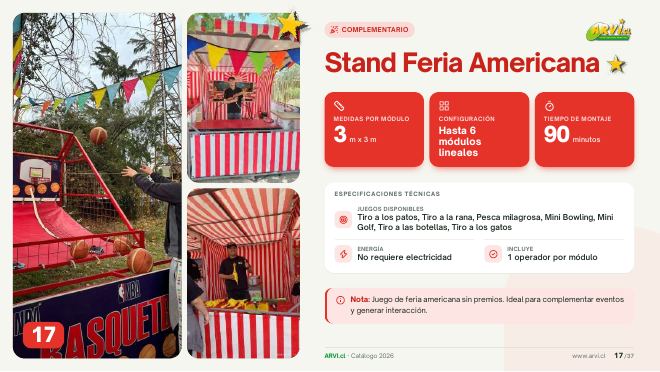 NBA
NBA
BASQUETE
17
COMPLEMENTARIO
ARVI.cl
Stand Feria Americana
MEDIDAS POR MÓDULO
3 m x 3 m
CONFIGURACIÓN
Hasta 6
módulos
lineales
TIEMPO DE MONTAJE
90 minutos
ESPECIFICACIONES TÉCNICAS
JUEGOS DISPONIBLES
Tiro a los patos, Tiro a la rana, Pesca milagrosa, Mini Bowling, Mini
Golf, Tiro a las botellas, Tiro a los gatos
ENERGÍA
No requiere electricidad
INCLUYE
1 operador por módulo
Nota: Juego de feria americana sin premios. Ideal para complementar eventos
y generar interacción.
ARVI.cl · Catálogo 2026
www.arvi.cl
17 /37